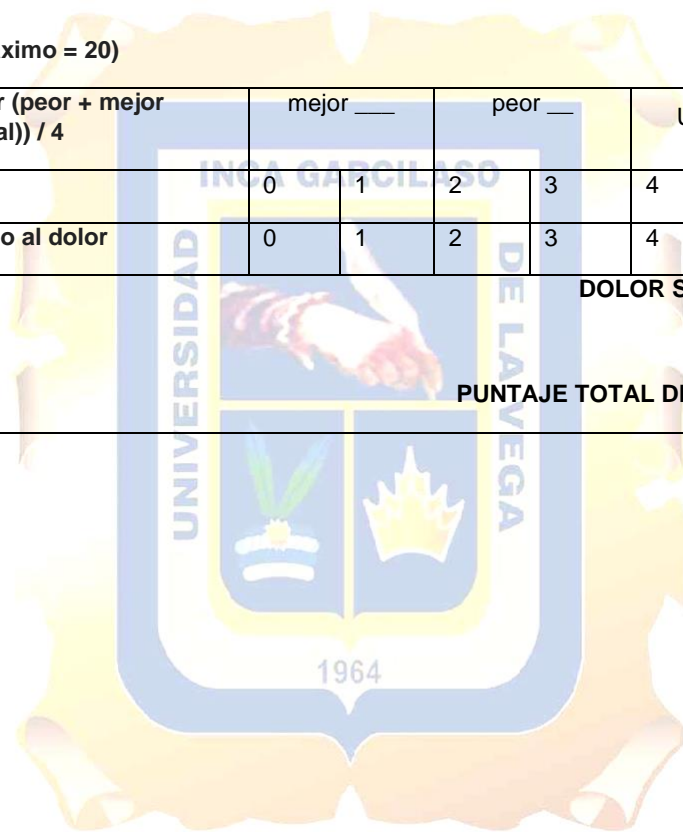 ximo = 20)
r (peor + mejor mejor ___ peor __
al)) / 4
0 1 2 3 4
o al dolor 0 1 2 3 4
DOLOR S
PUNTAJE TOTAL DE
UNIVERSIDAD
INCA GARCILASO
DE LA VEGA
1964